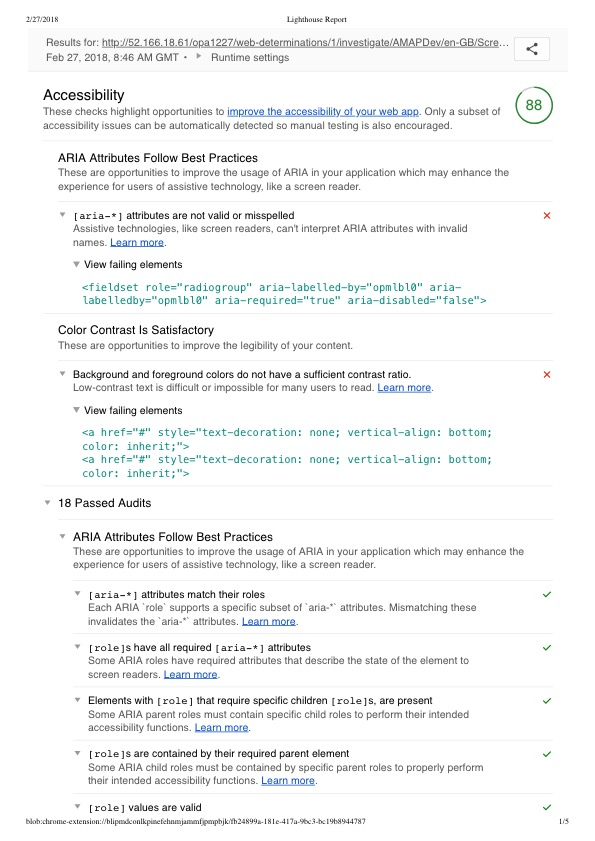 2/27/2018 Lighthouse Report
Results for: http://52.166.18.61/opa1227/web-determinations/1/investigate/AMAPDev/en-GB/Scre…
Feb 27, 2018, 8:46 AM GMT • Runtime settings
Accessibility
These checks highlight opportunities to improve the accessibility of your web app. Only a subset of
accessibility issues can be automatically detected so manual testing is also encouraged.
88
ARIA Attributes Follow Best Practices
These are opportunities to improve the usage of ARIA in your application which may enhance the
experience for users of assistive technology, like a screen reader.
[aria-*] attributes are not valid or misspelled
Assistive technologies, like screen readers, can't interpret ARIA attributes with invalid
names. Learn more.
View failing elements
<fieldset role="radiogroup" aria-labelled-by="opmlbl0" aria-
labelledby="opmlbl0" aria-required="true" aria-disabled="false">
Color Contrast Is Satisfactory
These are opportunities to improve the legibility of your content.
Background and foreground colors do not have a sufficient contrast ratio.
Low-contrast text is difficult or impossible for many users to read. Learn more.
View failing elements
<a href="#" style="text-decoration: none; vertical-align: bottom;
color: inherit;">
<a href="#" style="text-decoration: none; vertical-align: bottom;
color: inherit;">
18 Passed Audits
ARIA Attributes Follow Best Practices
These are opportunities to improve the usage of ARIA in your application which may enhance the
experience for users of assistive technology, like a screen reader.
[aria-*] attributes match their roles
Each ARIA `role` supports a specific subset of `aria-*` attributes. Mismatching these
invalidates the `aria-*` attributes. Learn more.
[role]s have all required [aria-*] attributes
Some ARIA roles have required attributes that describe the state of the element to
screen readers. Learn more.
Elements with [role] that require specific children [role]s, are present
Some ARIA parent roles must contain specific child roles to perform their intended
accessibility functions. Learn more.
[role]s are contained by their required parent element
Some ARIA child roles must be contained by specific parent roles to properly perform
their intended accessibility functions. Learn more.
[role] values are valid
blob:chrome-extension://blipmdconlkpinefehnmjammfjpmpbjk/fb24899a-181e-417a-9bc3-bc19b8944787 1/5